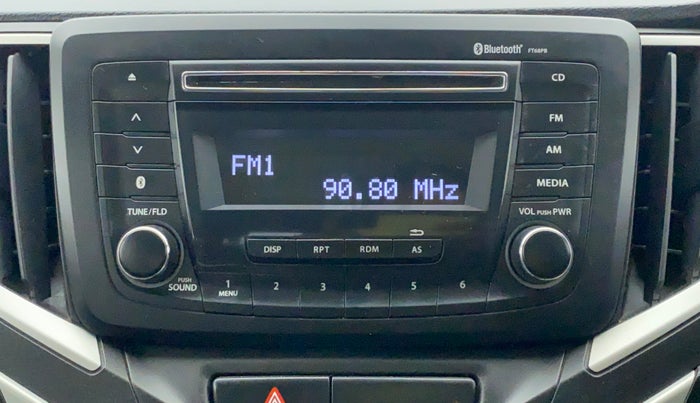 Bluetooth® FT68PB
CD
FM
AM
MEDIA
FM1
90.80 MHz
TUNE/FLD
VOL PUSH PWR
DISP RPT RDM AS
PUSH
SOUND
1 2 3 4 5 6
MENU